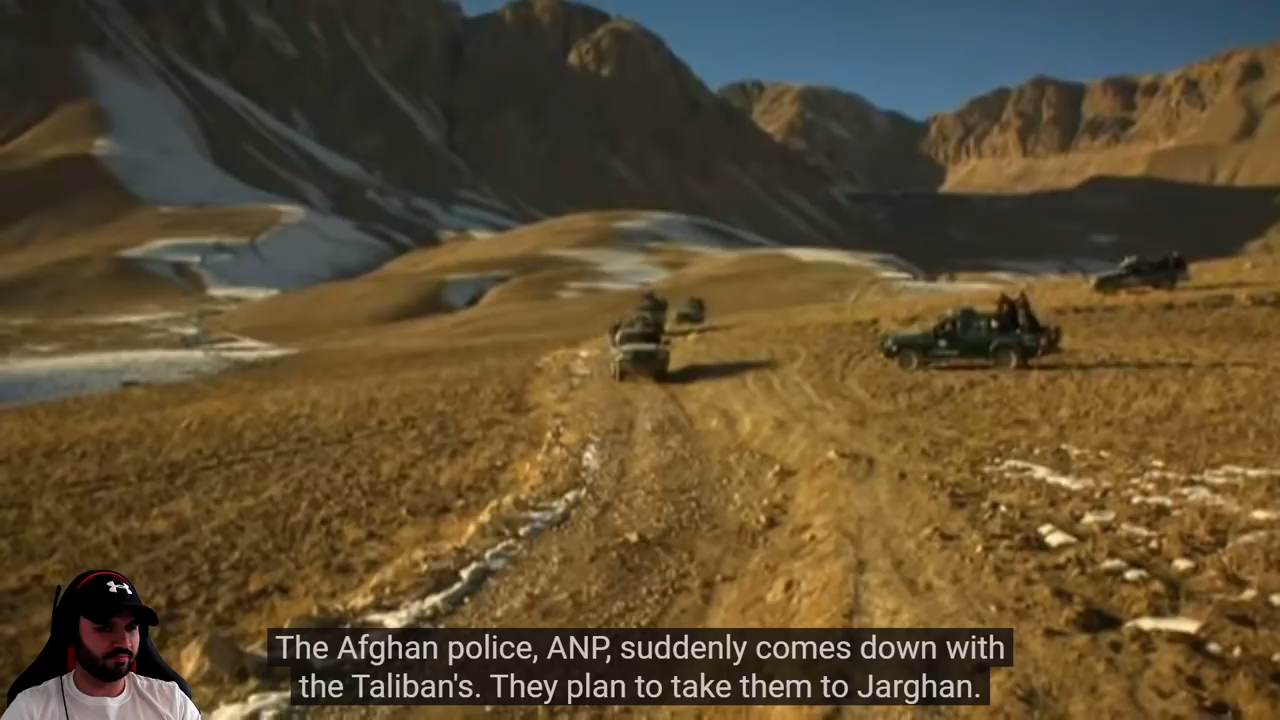 The Afghan police, ANP, suddenly comes down with
the Taliban's. They plan to take them to Jarghan.